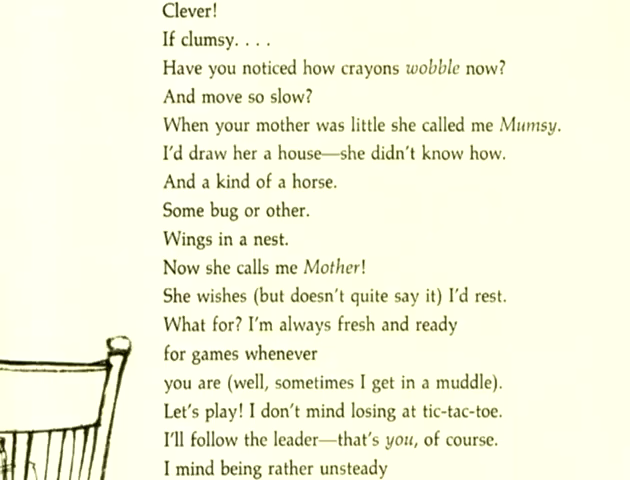 Clever!
If clumsy. . . .
Have you noticed how crayons wobble now?
And move so slow?
When your mother was little she called me Mumsy.
I'd draw her a house—she didn't know how.
And a kind of a horse.
Some bug or other.
Wings in a nest.
Now she calls me Mother!
She wishes (but doesn't quite say it) I'd rest.
What for? I'm always fresh and ready
for games whenever
you are (well, sometimes I get in a muddle).
Let's play! I don't mind losing at tic-tac-toe.
I'll follow the leader—that's you, of course.
I mind being rather unsteady